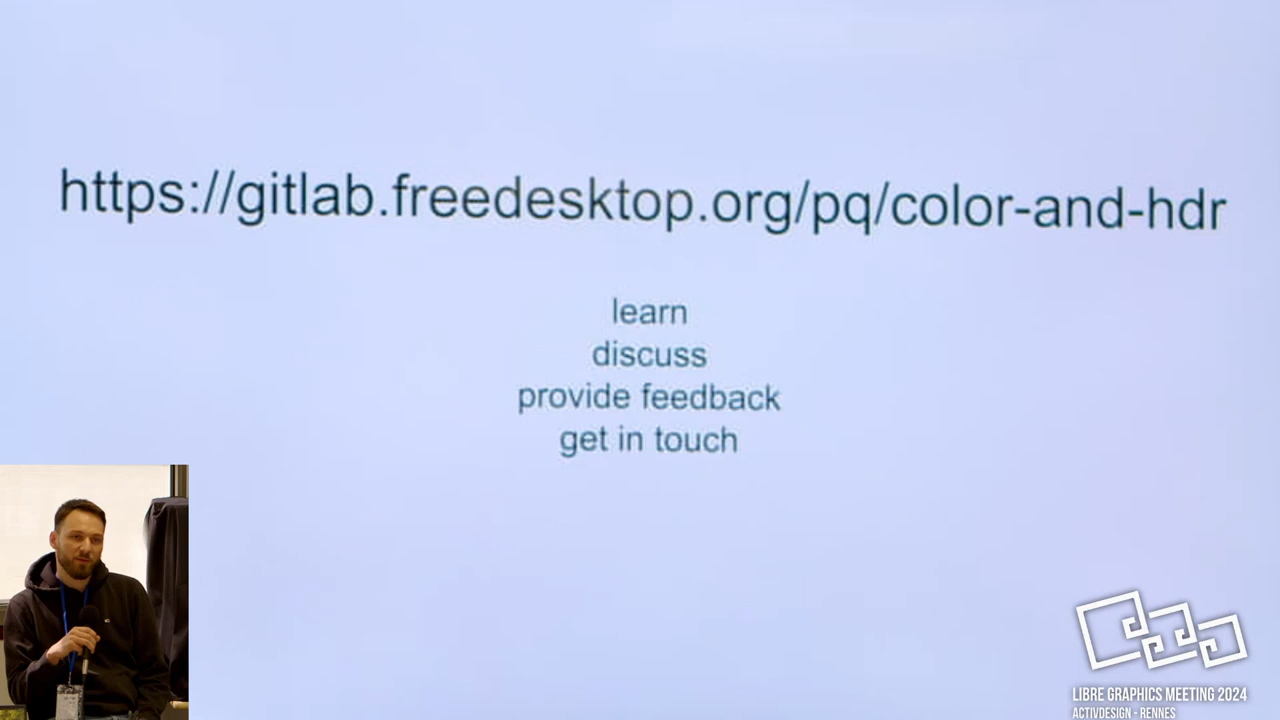 https://gitlab.freedesktop.org/pq/color-and-hdr
learn
discuss
provide feedback
get in touch
LIBRE GRAPHICS MEETING 2024
ACTIVDESIGN - RENNES